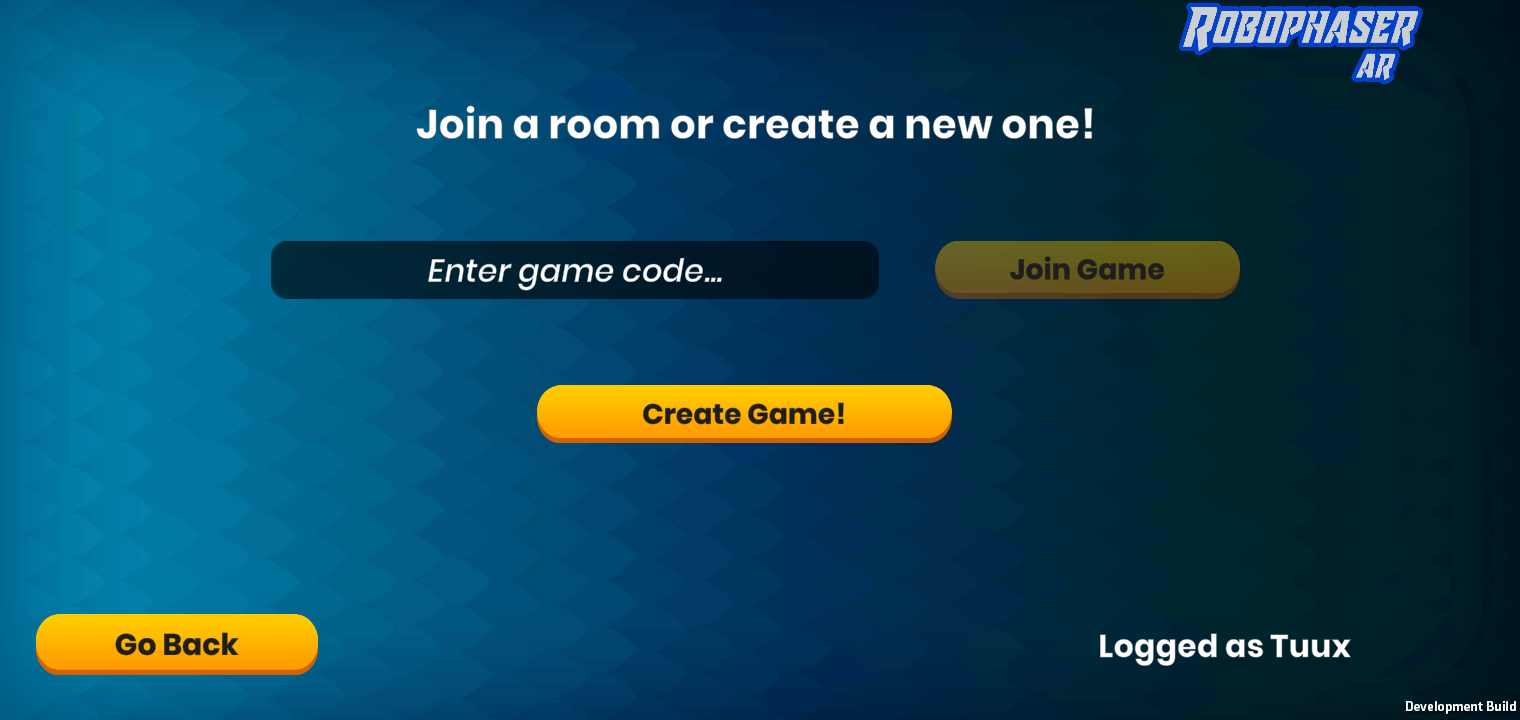 ROBOPHASER
AR
Join a room or create a new one!
Enter game code...
Join Game
Create Game!
Go Back
Logged as Tuux
Development Build